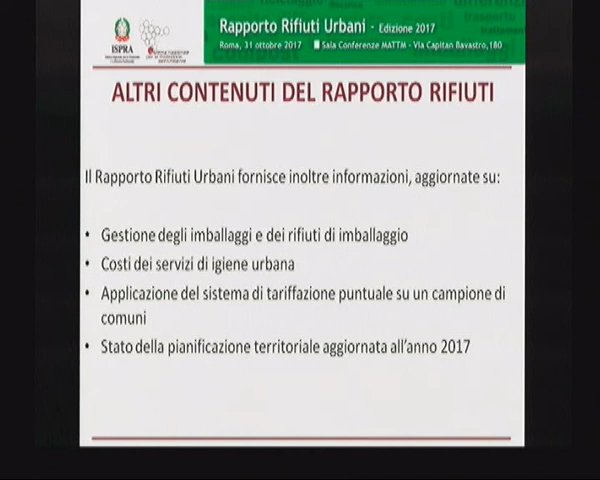 Rapporto Rifiuti Urbani - Edizione 2017
Roma, 31 ottobre 2017 Sala Conferenze MATTM - Via Capitan Bavastro, 180
ISPRA
ALTRI CONTENUTI DEL RAPPORTO RIFIUTI
Il Rapporto Rifiuti Urbani fornisce inoltre informazioni, aggiornate su:
• Gestione degli imballaggi e dei rifiuti di imballaggio
• Costi dei servizi di igiene urbana
• Applicazione del sistema di tariffazione puntuale su un campione di
comuni
• Stato della pianificazione territoriale aggiornata all'anno 2017